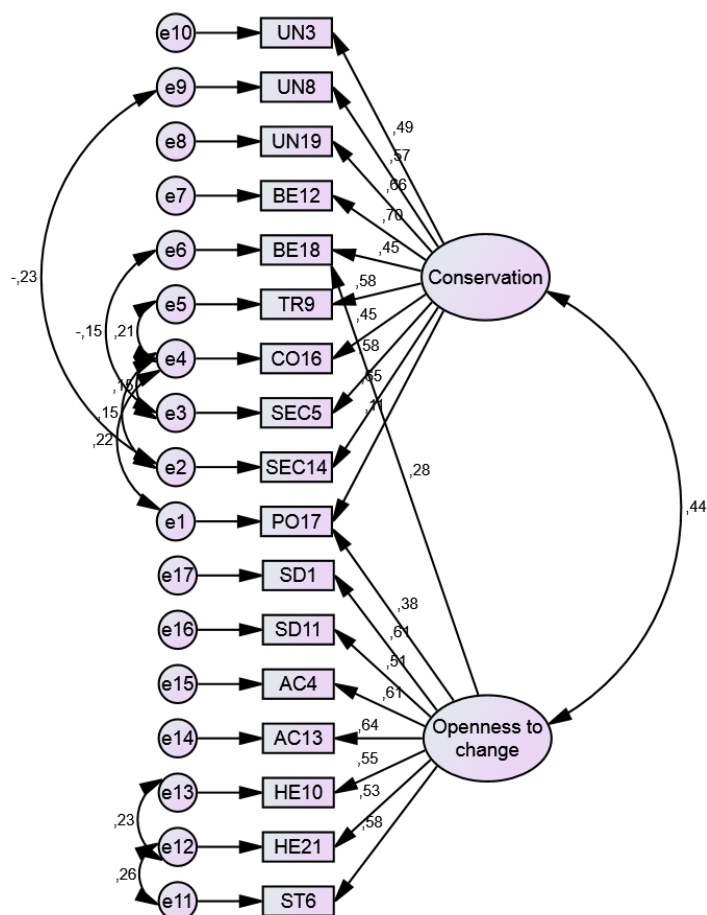 e10
UN3
e9
UN8
,49
e8
UN19
,57
,66
e7
BE12
,70
e6
BE18
,45
-,23
Conservation
e5
TR9
,58
-,15
,21
,45
e4
CO16
,58
,65
,15
,11
e3
SEC5
,15
,22
e2
SEC14
,28
,44
e1
PO17
e17
SD1
,38
,61
e16
SD11
,51
e15
AC4
,61
Openness to
change
e14
AC13
,64
,55
e13
HE10
,53
,23
,58
e12
HE21
,26
e11
ST6